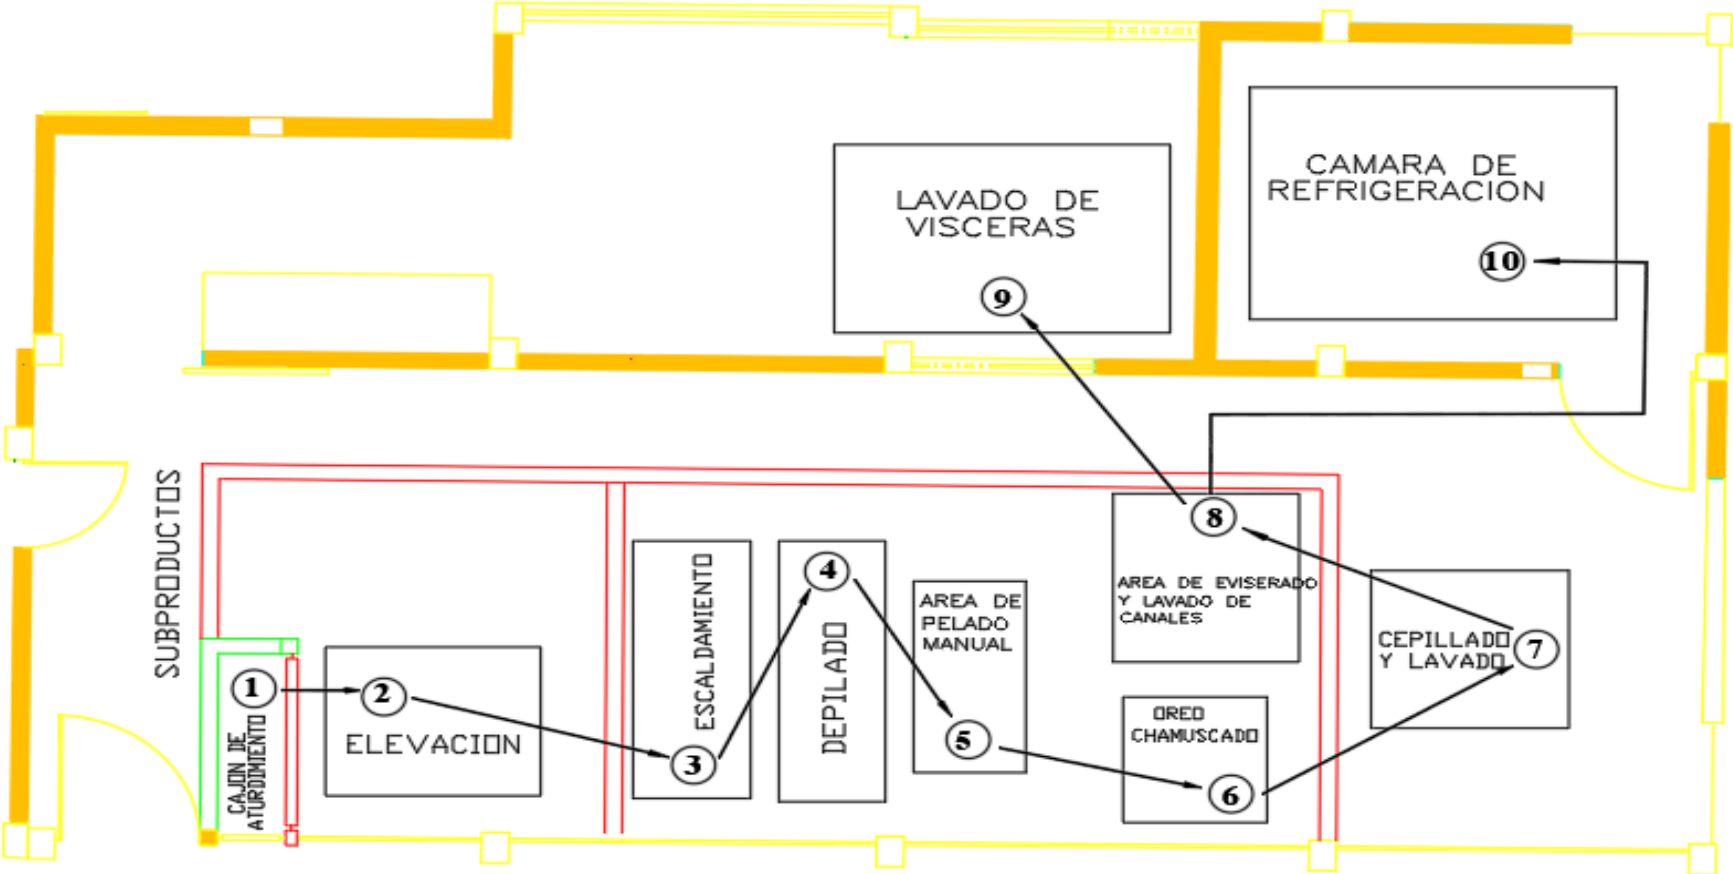 CAMARA DE
REFRIGERACION
10
LAVADO DE
VISCERAS
9
SUBPRODUCTOS
1
CAJON DE
ATURDIMIENTO
2
ELEVACION
ESCALDAMIENTO
3
4
DEPILADO
AREA DE
PELADO
MANUAL
5
8
AREA DE EVISERADO
Y LAVADO DE
CANALES
OREO
CHAMUSCADO
6
CEPILLADO
Y LAVADO
7